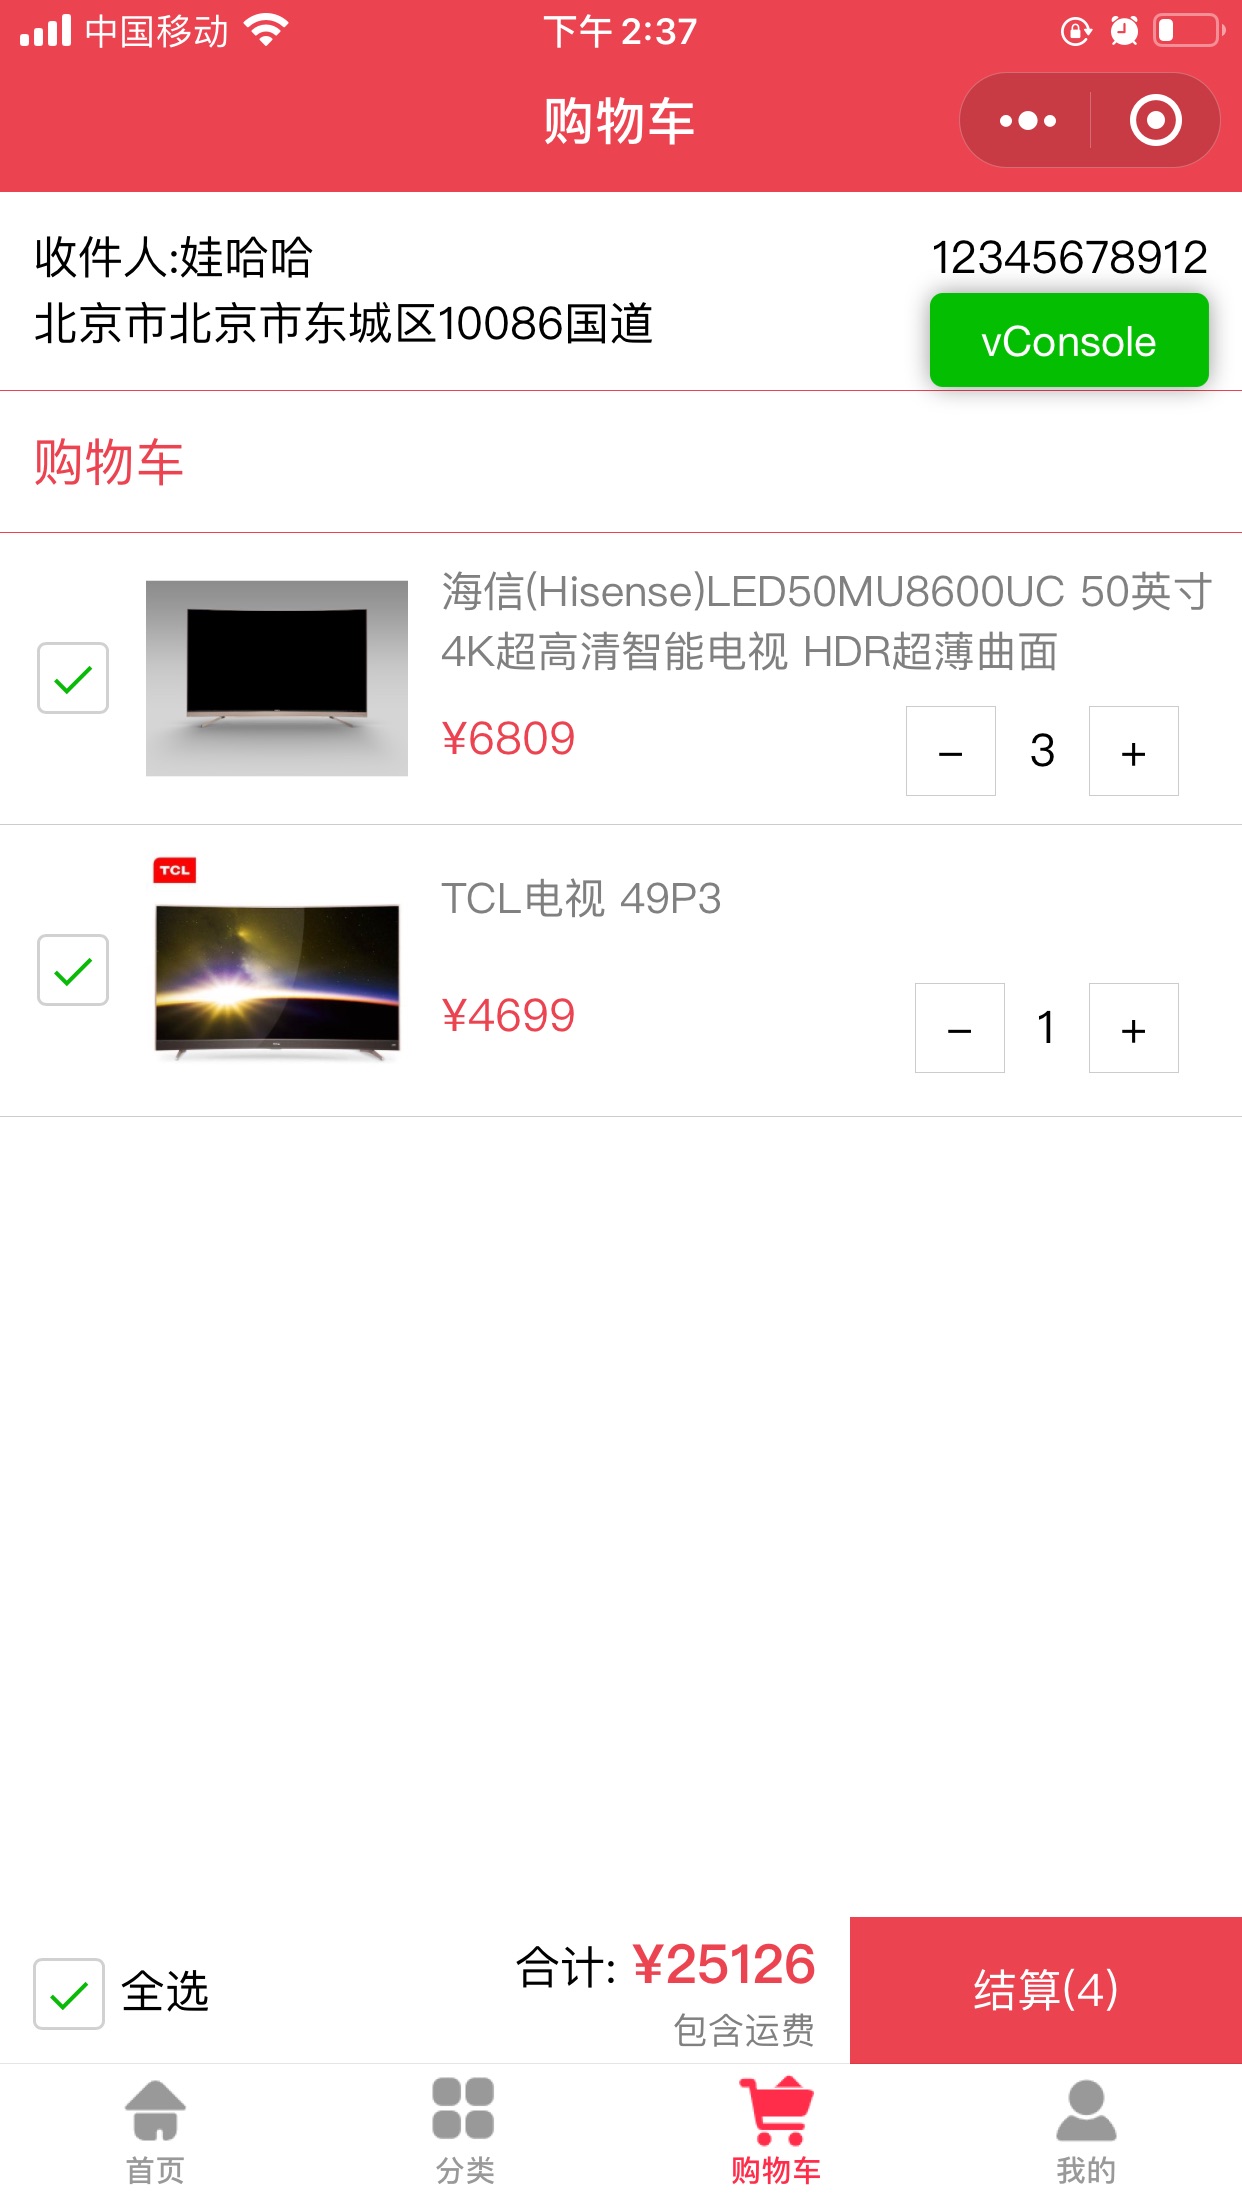 中国移动
下午 2:37
购物车
收件人:娃哈哈
12345678912
北京市北京市东城区10086国道
vConsole
购物车
海信(Hisense)LED50MU8600UC 50英寸
4K超高清智能电视 HDR超薄曲面
¥6809
− 3 +
TCL
TCL电视 49P3
¥4699
− 1 +
全选
合计: ¥25126
包含运费
结算(4)
首页
分类
购物车
我的